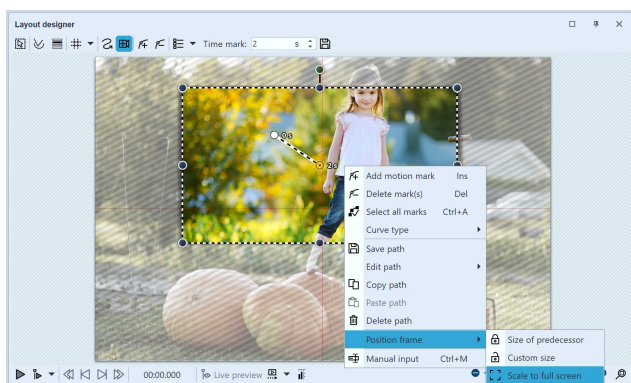 Layout designer
Time mark: 2 s
0s
2s
Add motion mark Ins
Delete mark(s) Del
Select all marks Ctrl+A
Curve type
Save path
Edit path
Copy path
Paste path
Delete path
Position frame
Size of predecessor
Manual input Ctrl+M
Custom size
Scale to full screen
00:00.000 Live preview